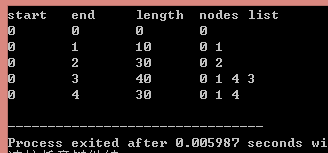 start end length nodes list
0 0 0 0
0 1 10 0 1
0 2 30 0 2
0 3 40 0 1 4 3
0 4 30 0 1 4
--------------------------------
Process exited after 0.005987 seconds wi